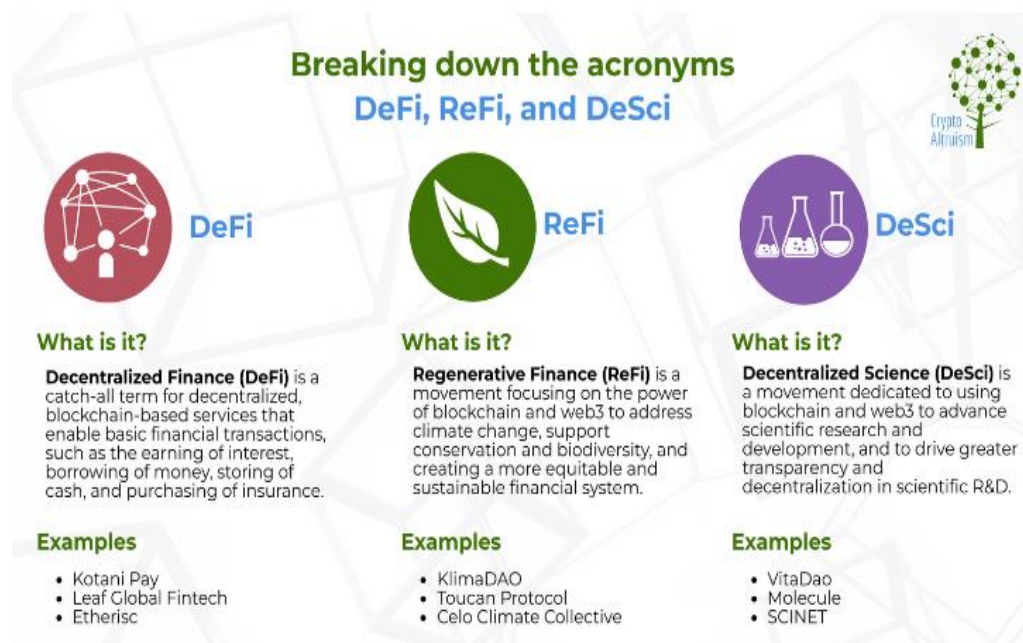 Breaking down the acronyms
DeFi, ReFi, and DeSci
Crypto
Altruism
DeFi
What is it?
Decentralized Finance (DeFi) is a
catch-all term for decentralized,
blockchain-based services that
enable basic financial transactions,
such as the earning of interest,
borrowing of money, storing of
cash, and purchasing of insurance.
Examples
• Kotani Pay
• Leaf Global Fintech
• Etherisc
ReFi
What is it?
Regenerative Finance (ReFi) is a
movement focusing on the power
of blockchain and web3 to address
climate change, support
conservation and biodiversity, and
creating a more equitable and
sustainable financial system.
Examples
• KlimaDAO
• Toucan Protocol
• Celo Climate Collective
DeSci
What is it?
Decentralized Science (DeSci) is
a movement dedicated to using
blockchain and web3 to advance
scientific research and
development, and to drive greater
transparency and
decentralization in scientific R&D.
Examples
• VitaDao
• Molecule
• SCINET